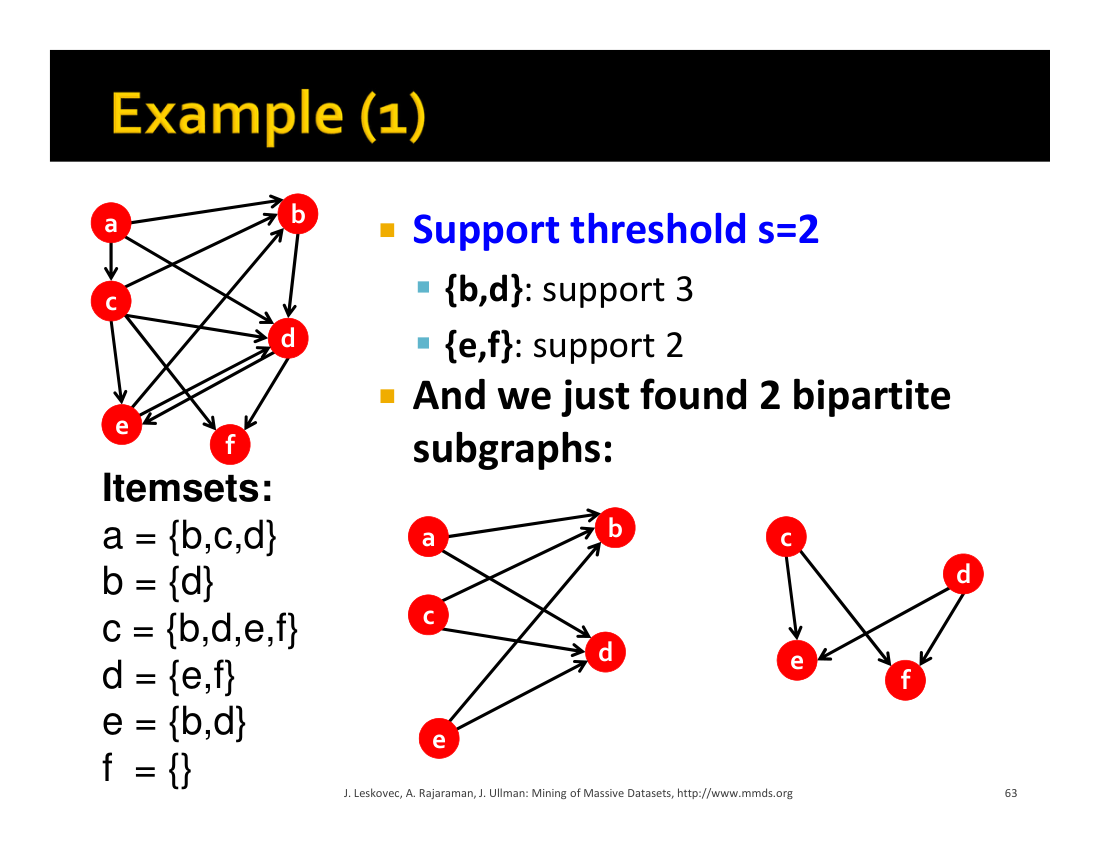 Example (1)
a
b
c
d
e
f
Itemsets:
a = {b,c,d}
b = {d}
c = {b,d,e,f}
d = {e,f}
e = {b,d}
f = {}
Support threshold s=2
{b,d}: support 3
{e,f}: support 2
And we just found 2 bipartite
subgraphs:
a
b
c
d
e
c
d
e
f
J. Leskovec, A. Rajaraman, J. Ullman: Mining of Massive Datasets, http://www.mmds.org
63